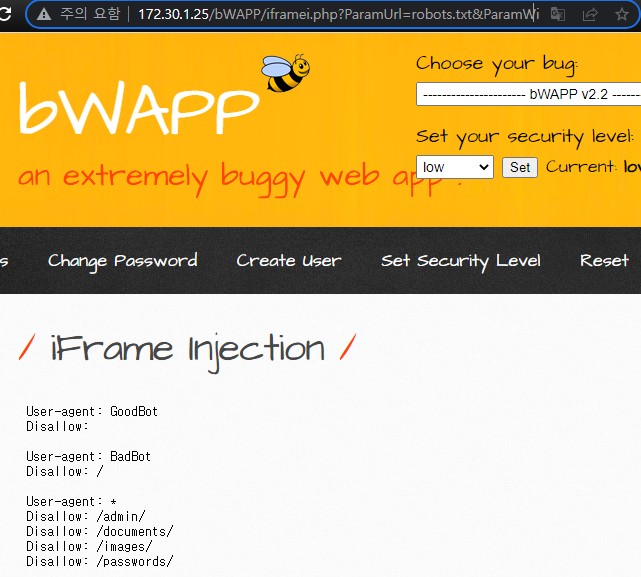 주의 요함 172.30.1.25/bWAPP/iframei.php?ParamUrl=robots.txt&ParamWi
Choose your bug:
---------------------- bWAPP v2.2 -------
bWAPP
Set your security level:
an extremely buggy web app !
low Set Current: low
s Change Password Create User Set Security Level Reset
/ iFrame Injection /
User-agent: GoodBot
Disallow:
User-agent: BadBot
Disallow: /
User-agent: *
Disallow: /admin/
Disallow: /documents/
Disallow: /images/
Disallow: /passwords/